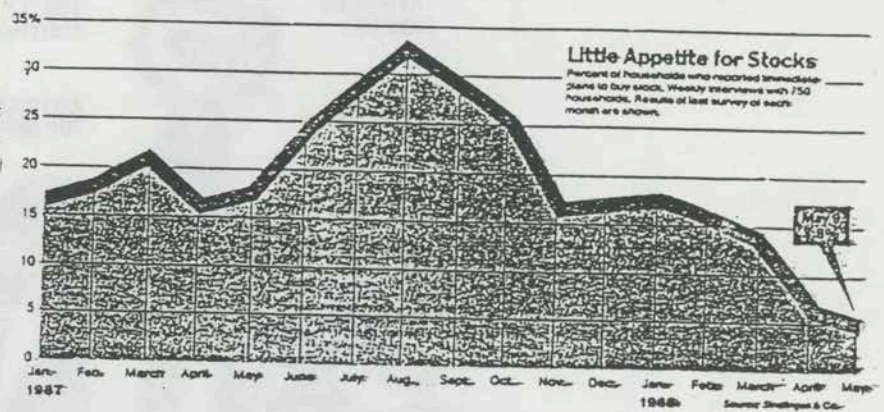 35%
Little Appetite for Stocks
Percent of households who reported immediate
plans to buy stock. Weekly interviews with 750
households. Results of last survey of each
month are shown.
30
25
20
15
10
5
0
Jan. Feb. March April May June July Aug. Sept. Oct. Nov. Dec. Jan. Feb. March April May
1987 1988
Source: & Co.